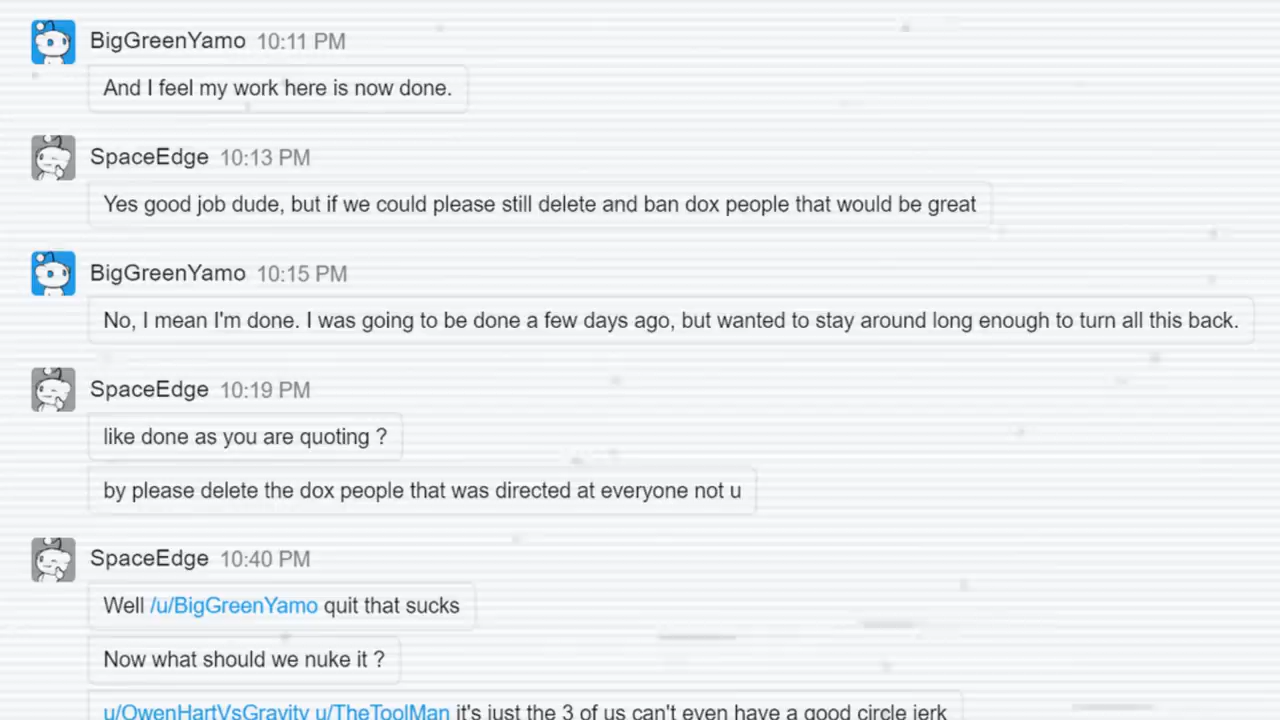 BigGreenYamo 10:11 PM
And I feel my work here is now done.
SpaceEdge 10:13 PM
Yes good job dude, but if we could please still delete and ban dox people that would be great
BigGreenYamo 10:15 PM
No, I mean I'm done. I was going to be done a few days ago, but wanted to stay around long enough to turn all this back.
SpaceEdge 10:19 PM
like done as you are quoting ?
by please delete the dox people that was directed at everyone not u
SpaceEdge 10:40 PM
Well /u/BigGreenYamo quit that sucks
Now what should we nuke it ?
u/OwenHartVsGravity u/TheToolMan it's just the 3 of us can't even have a good circle jerk